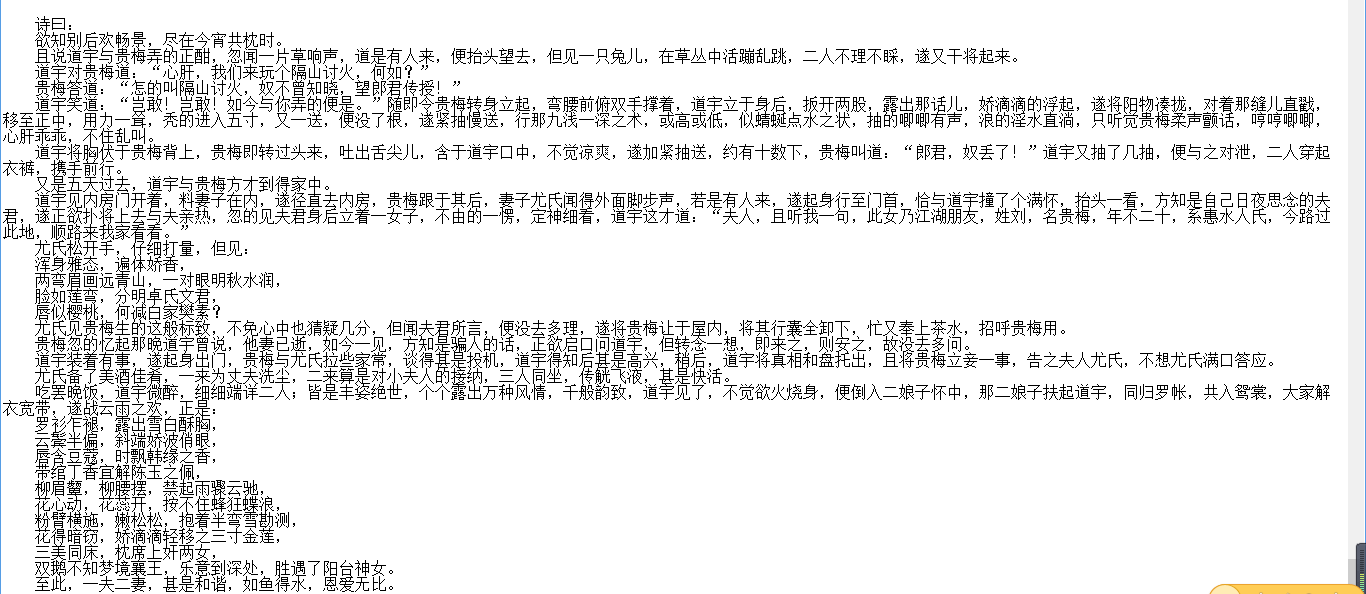 诗曰：
欲知别后欢畅景，尽在今宵共枕时。
且说道宇与贵梅弄的正酣，忽闻一片草响声，道是有人来，便抬头望去，但见一只兔儿，在草丛中活蹦乱跳，二人不理不睬，遂又干将起来。
道宇对贵梅道：“心肝，我们来玩个隔山讨火，何如？”
贵梅答道：“怎的叫隔山讨火，奴不曾知晓，望郎君传授！”
道宇笑道：“岂敢！岂敢！如今与你弄的便是。”随即令贵梅转身立起，弯腰前俯双手撑着，道宇立于身后，扳开两股，露出那话儿，娇滴滴的浮起，遂将阳物凑拢，对着那缝儿直戳，
移至正中，用力一耸，秃的进入五寸，又一送，便没了根，遂紧抽慢送，行那九浅一深之术，或高或低，似蜻蜓点水之状，抽的唧唧有声，浪的淫水直淌，只听觉贵梅柔声颤话，哼哼唧唧，
心肝乖乖，不住乱叫。
道宇将胸伏于贵梅背上，贵梅即转过头来，吐出舌尖儿，含于道宇口中，不觉凉爽，遂加紧抽送，约有十数下，贵梅叫道：“郎君，奴丢了！”道宇又抽了几抽，便与之对泄，二人穿起
衣裤，携手前行。
又是五天过去，道宇与贵梅方才到得家中。
道宇见内房门开着，料妻子在内，遂径直去内房，贵梅跟于其后，妻子尤氏闻得外面脚步声，若是有人来，遂起身行至门首，恰与道宇撞了个满怀，抬头一看，方知是自己日夜思念的夫
君，遂正欲扑将上去与夫亲热，忽的见夫君身后立着一女子，不由的一愣，定神细看，道宇这才道：“夫人，且听我一句，此女乃江湖朋友，姓刘，名贵梅，年不二十，系惠水人氏，今路过
此地，顺路来我家看看。”
尤氏松开手，仔细打量，但见：
浑身雅态，遍体娇香，
两弯眉画远青山，一对眼明秋水润，
脸如莲弯，分明卓氏文君，
唇似樱桃，何减白家樊素？
尤氏见贵梅生的这般标致，不免心中也猜疑几分，但闻夫君所言，便没去多理，遂将贵梅让于屋内，将其行囊全卸下，忙又奉上茶水，招呼贵梅用。
贵梅忽的忆起那晚道宇曾说，他妻已逝，如今一见，方知是骗人的话，正欲启口问道宇，但转念一想，即来之，则安之，故没去多问。
道宇装着有事，遂起身出门，贵梅与尤氏拉些家常，谈得甚是投机，道宇得知后甚是高兴，稍后，道宇将真相和盘托出，且将贵梅立妾一事，告之夫人尤氏，不想尤氏满口答应。
尤氏备了美酒佳肴，一来为丈夫洗尘，二来算是对小夫人的接纳，三人同坐，传觥飞液，甚是快活。
吃罢晚饭，道宇微醉，细细端详二人；皆是丰姿绝世，个个露出万种风情，千般韵致，道宇见了，不觉欲火烧身，便倒入二娘子怀中，那二娘子扶起道宇，同归罗帐，共入鸳裳，大家解
衣宽带，遂战云雨之欢，正是：
罗衫乍褪，露出雪白酥胸，
云鬓半偏，斜端娇波俏眼，
唇含豆蔻，时飘韩缘之香，
带绾丁香宜解陈玉之佩，
柳眉颦，柳腰摆，禁起雨骤云驰，
花心动，花蕊开，按不住蜂狂蝶浪，
粉臂横施，嫩松松，抱着半弯雪勘测，
花得暗窃，娇滴滴轻移之三寸金莲，
三美同床，枕席上奸两女，
双鹅不知梦境襄王，乐意到深处，胜遇了阳台神女。
至此，一夫二妻，甚是和谐，如鱼得水，恩爱无比。